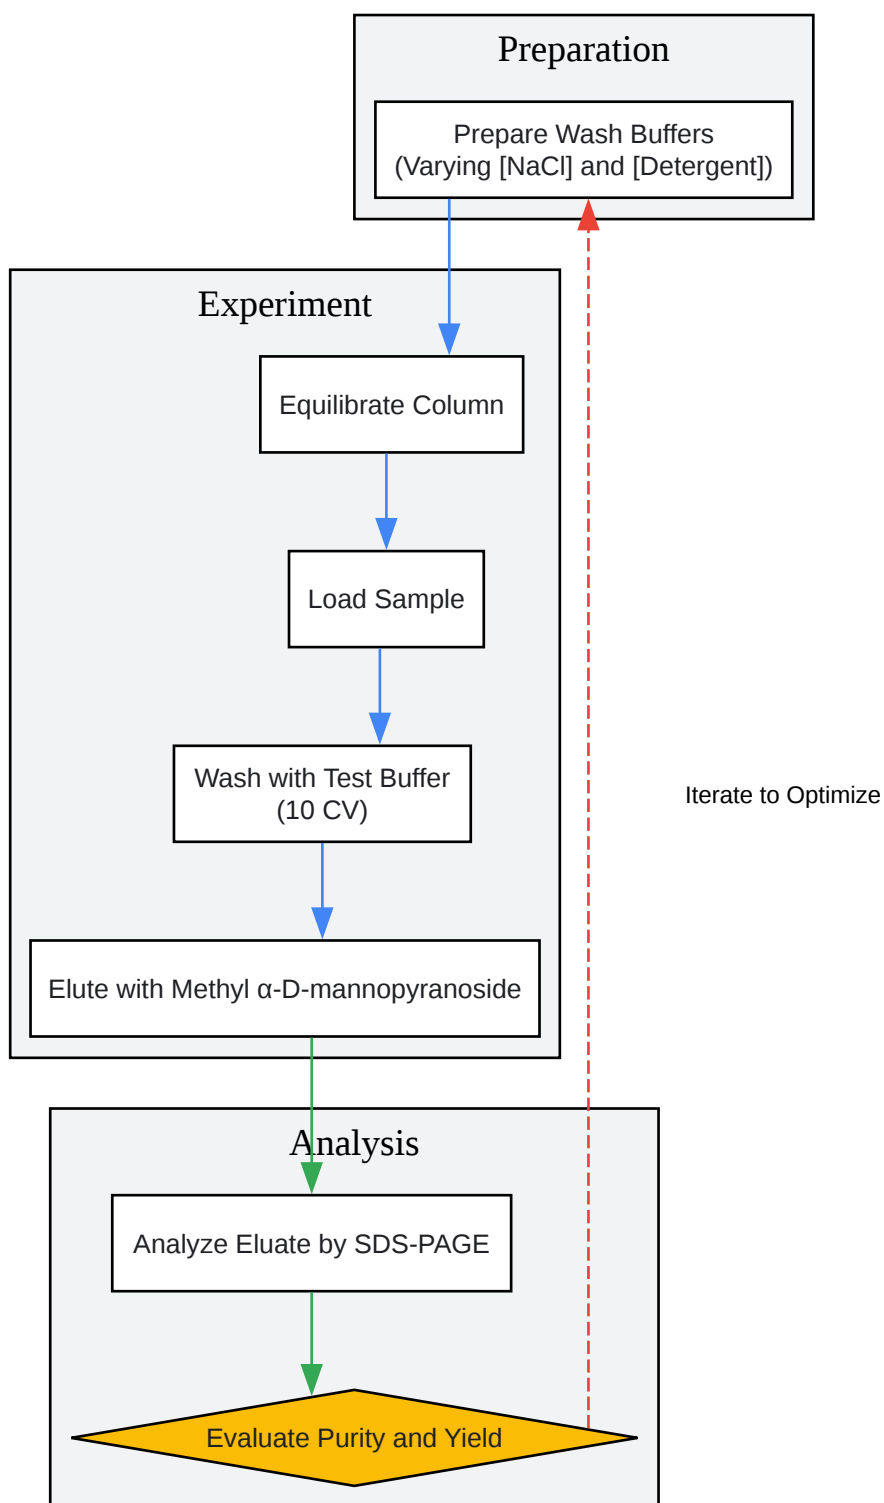 Preparation
Prepare Wash Buffers
(Varying [NaCl] and [Detergent])
Experiment
Equilibrate Column
Load Sample
Wash with Test Buffer
(10 CV)
Iterate to Optimize
Elute with Methyl α-D-mannopyranoside
Analysis
Analyze Eluate by SDS-PAGE
Evaluate Purity and Yield